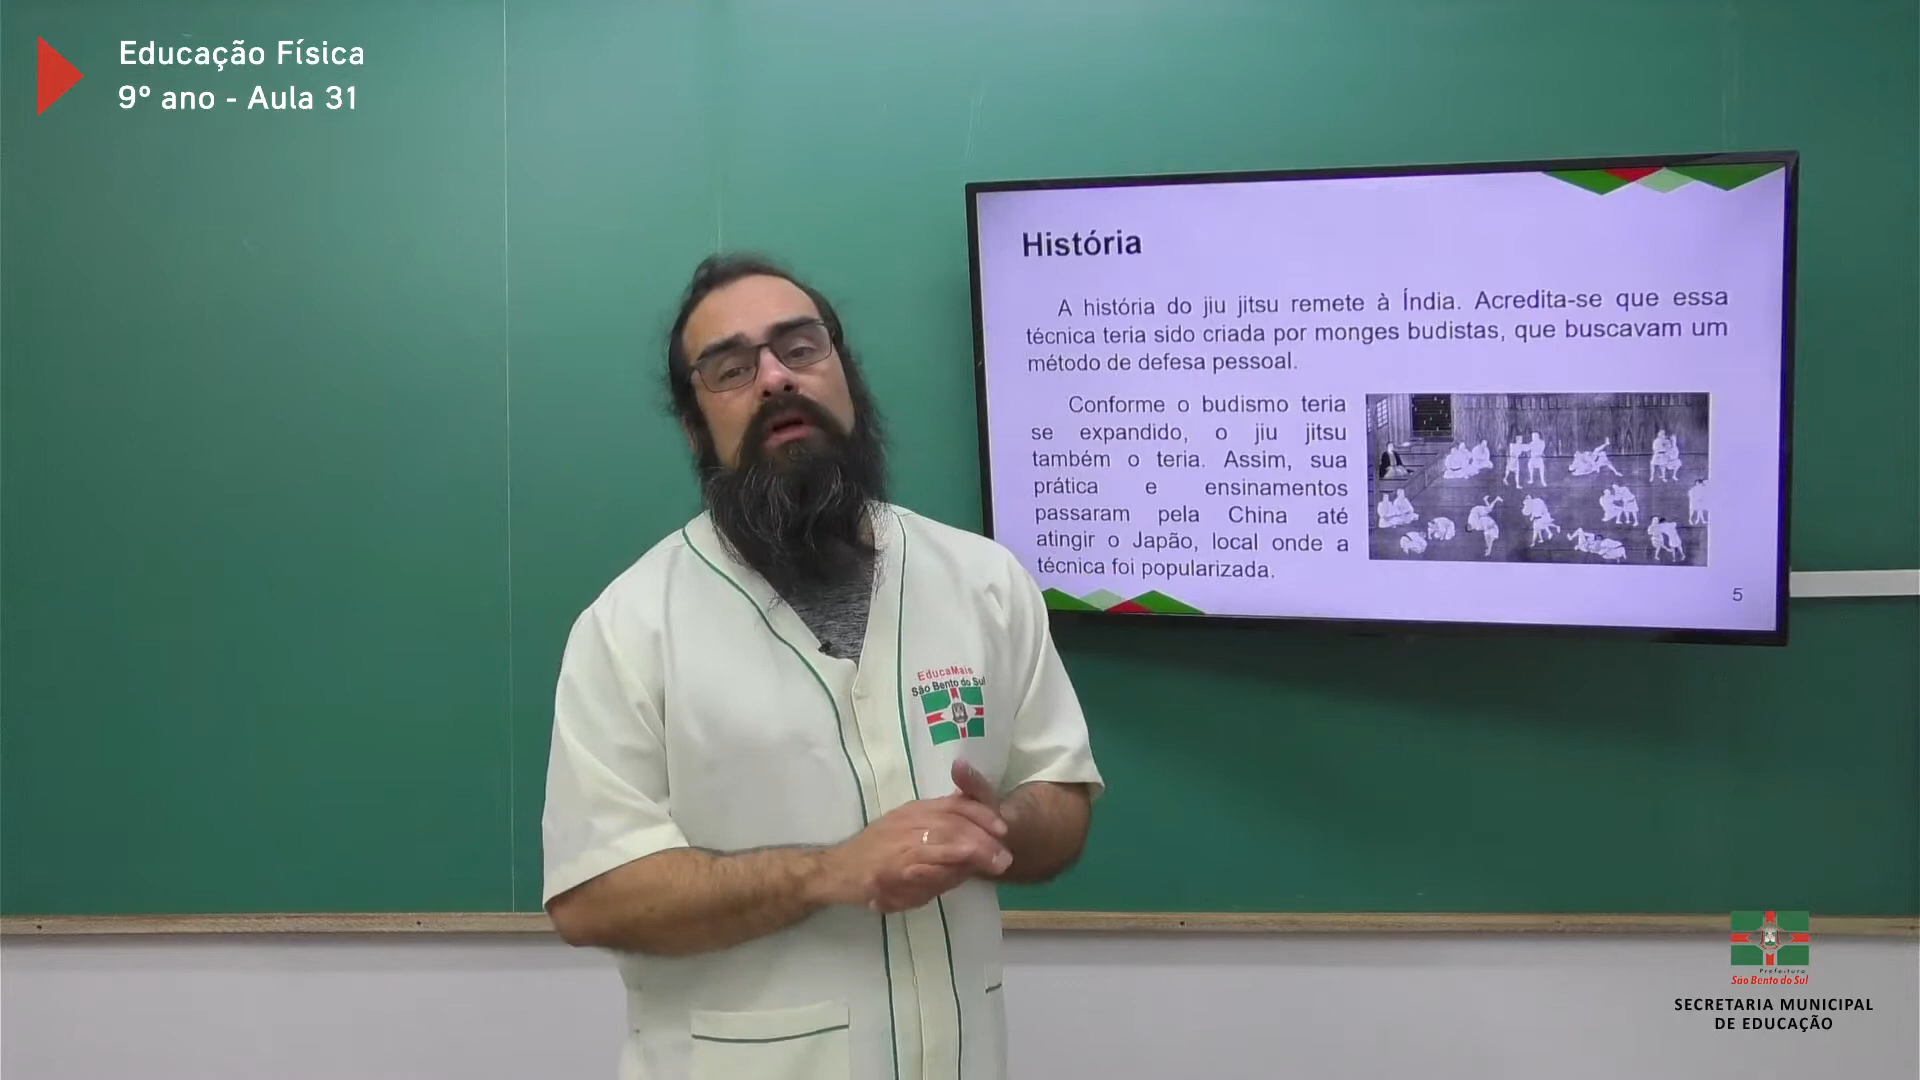 Educação Física
9º ano - Aula 31
História
A história do jiu jitsu remete à Índia. Acredita-se que essa
técnica teria sido criada por monges budistas, que buscavam um
método de defesa pessoal.
Conforme o budismo teria
se expandido, o jiu jitsu
também o teria. Assim, sua
prática e ensinamentos
passaram pela China até
atingir o Japão, local onde a
técnica foi popularizada.
5
EducaMais
São Bento do Sul
Prefeitura
São Bento do Sul
SECRETARIA MUNICIPAL
DE EDUCAÇÃO